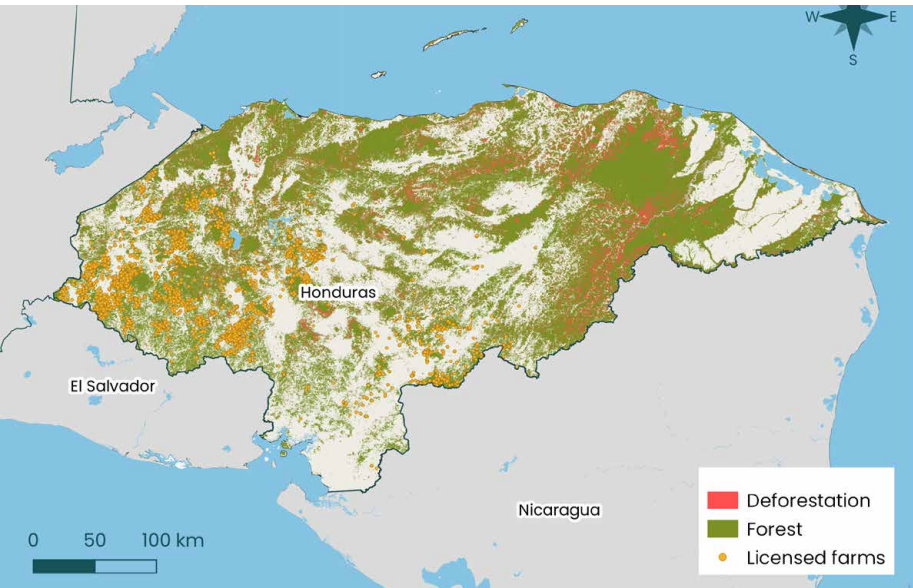 W E
S
Honduras
El Salvador
Nicaragua
Deforestation
Forest
Licensed farms
0 50 100 km